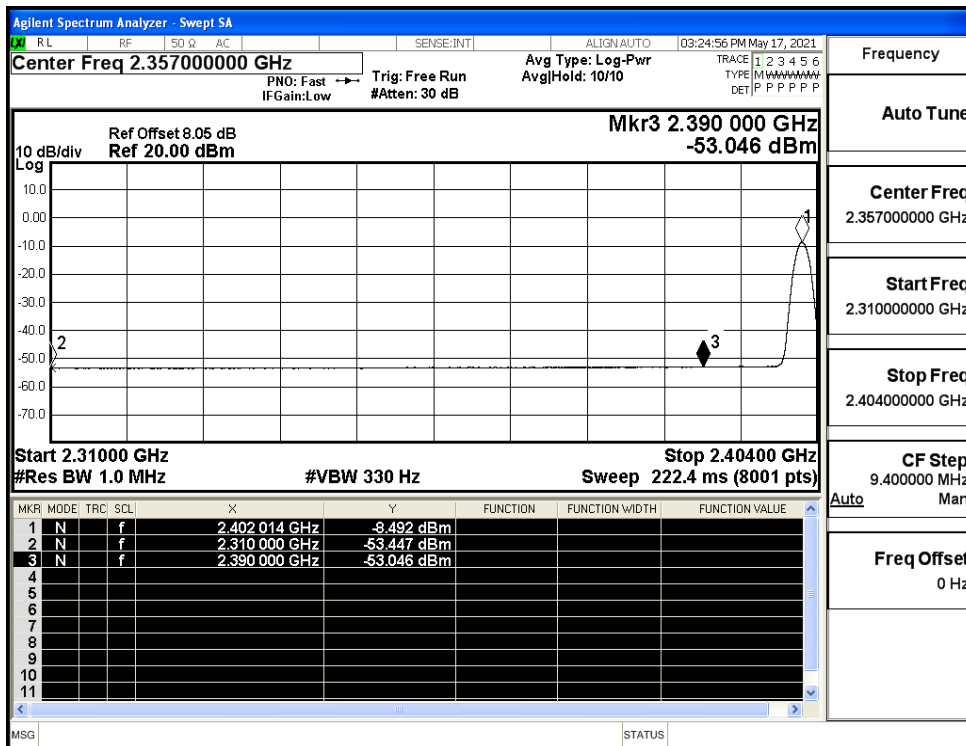 Agilent Spectrum Analyzer - Swept SA
LXI RL RF 50 Ω AC SENSE:INT ALIGNAUTO 03:24:56 PM May 17, 2021
Center Freq 2.357000000 GHz
PNO: Fast
IFGain:Low
Trig: Free Run
#Atten: 30 dB
Avg Type: Log-Pwr
Avg|Hold: 10/10
TRACE 1 2 3 4 5 6
TYPE M W W W W W
DET P P P P P P
Ref Offset 8.05 dB
10 dB/div Ref 20.00 dBm
Log
Mkr3 2.390 000 GHz
-53.046 dBm
10.0
0.00
-10.0
-20.0
-30.0
-40.0
-50.0
-60.0
-70.0
1
2
3
Start 2.31000 GHz Stop 2.40400 GHz
#Res BW 1.0 MHz #VBW 330 Hz Sweep 222.4 ms (8001 pts)
MKR MODE TRC SCL X Y FUNCTION FUNCTION WIDTH FUNCTION VALUE
1 N f 2.402 014 GHz -8.492 dBm
2 N f 2.310 000 GHz -53.447 dBm
3 N f 2.390 000 GHz -53.046 dBm
4
5
6
7
8
9
10
11
MSG STATUS
Frequency
Auto Tune
Center Freq
2.357000000 GHz
Start Freq
2.310000000 GHz
Stop Freq
2.404000000 GHz
CF Step
9.400000 MHz
Auto Man
Freq Offset
0 Hz